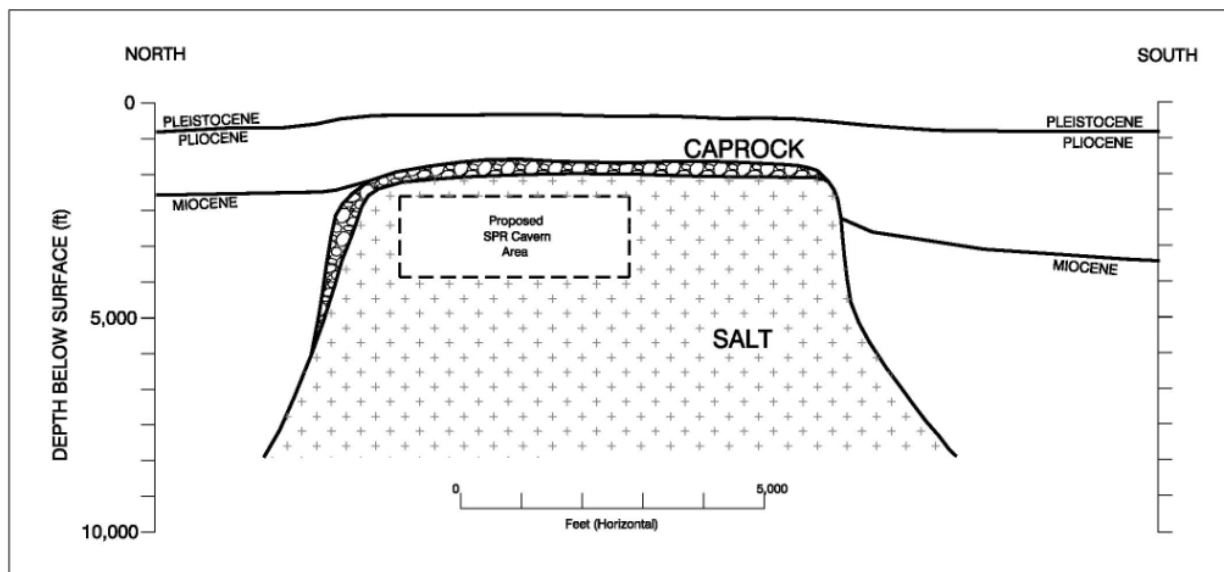 NORTH
SOUTH
0
PLEISTOCENE
PLIOCENE
PLEISTOCENE
PLIOCENE
CAPROCK
MIOCENE
Proposed
SPR Cavern
Area
MIOCENE
DEPTH BELOW SURFACE (ft)
5,000
SALT
0
5,000
Feet (Horizontal)
10,000